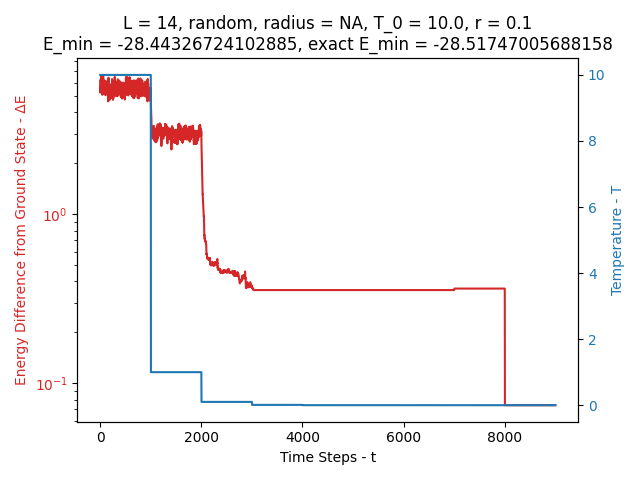 L = 14, random, radius = NA, T_0 = 10.0, r = 0.1
E_min = -28.44326724102885, exact E_min = -28.51747005688158
Energy Difference from Ground State - ΔE
10^0
10^-1
10
8
6
4
2
0
Temperature - T
0
2000
4000
6000
8000
Time Steps - t